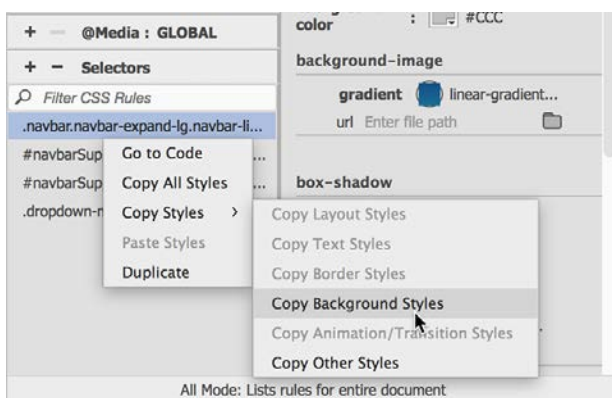 + − @Media : GLOBAL
+ − Selectors
Filter CSS Rules
.navbar.navbar-expand-lg.navbar-li...
#navbarSup
#navbarSup ...
.dropdown-
Go to Code
Copy All Styles
Copy Styles >
Paste Styles
Duplicate
color : #CCC
background-image
gradient linear-gradient...
url Enter file path
box-shadow
Copy Layout Styles
Copy Text Styles
Copy Border Styles
Copy Background Styles
Copy Animation/Transition Styles
Copy Other Styles
All Mode: Lists rules for entire document